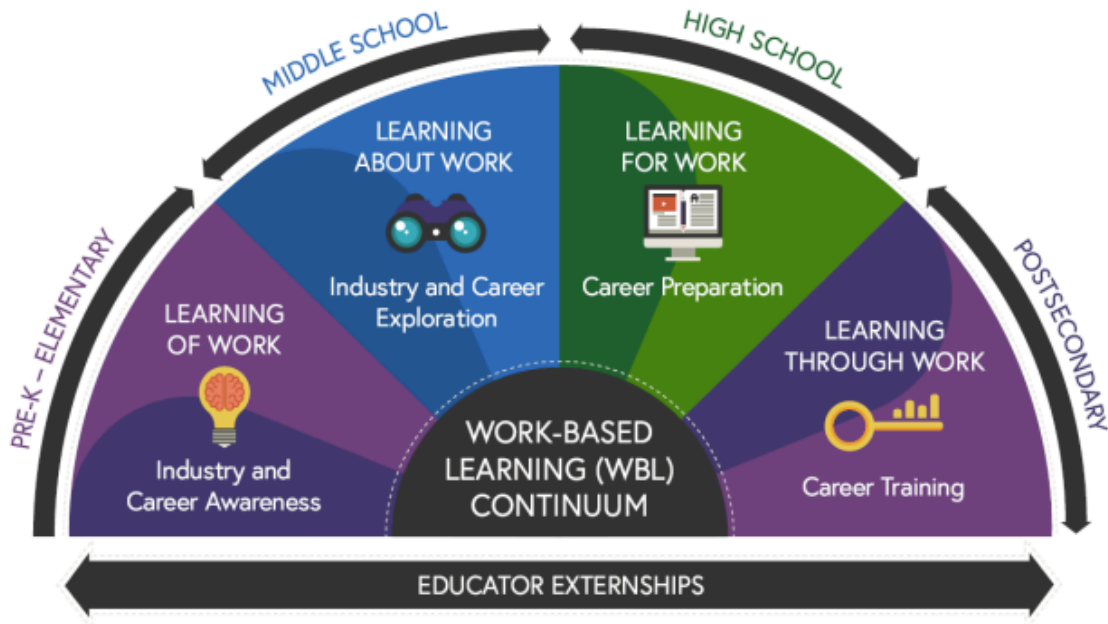 MIDDLE SCHOOL
HIGH SCHOOL
PRE-K – ELEMENTARY
POSTSECONDARY
LEARNING
ABOUT WORK
Industry and Career
Exploration
LEARNING
FOR WORK
A
Career Preparation
LEARNING
OF WORK
Industry and
Career Awareness
LEARNING
THROUGH WORK
Career Training
WORK-BASED
LEARNING (WBL)
CONTINUUM
EDUCATOR EXTERNSHIPS